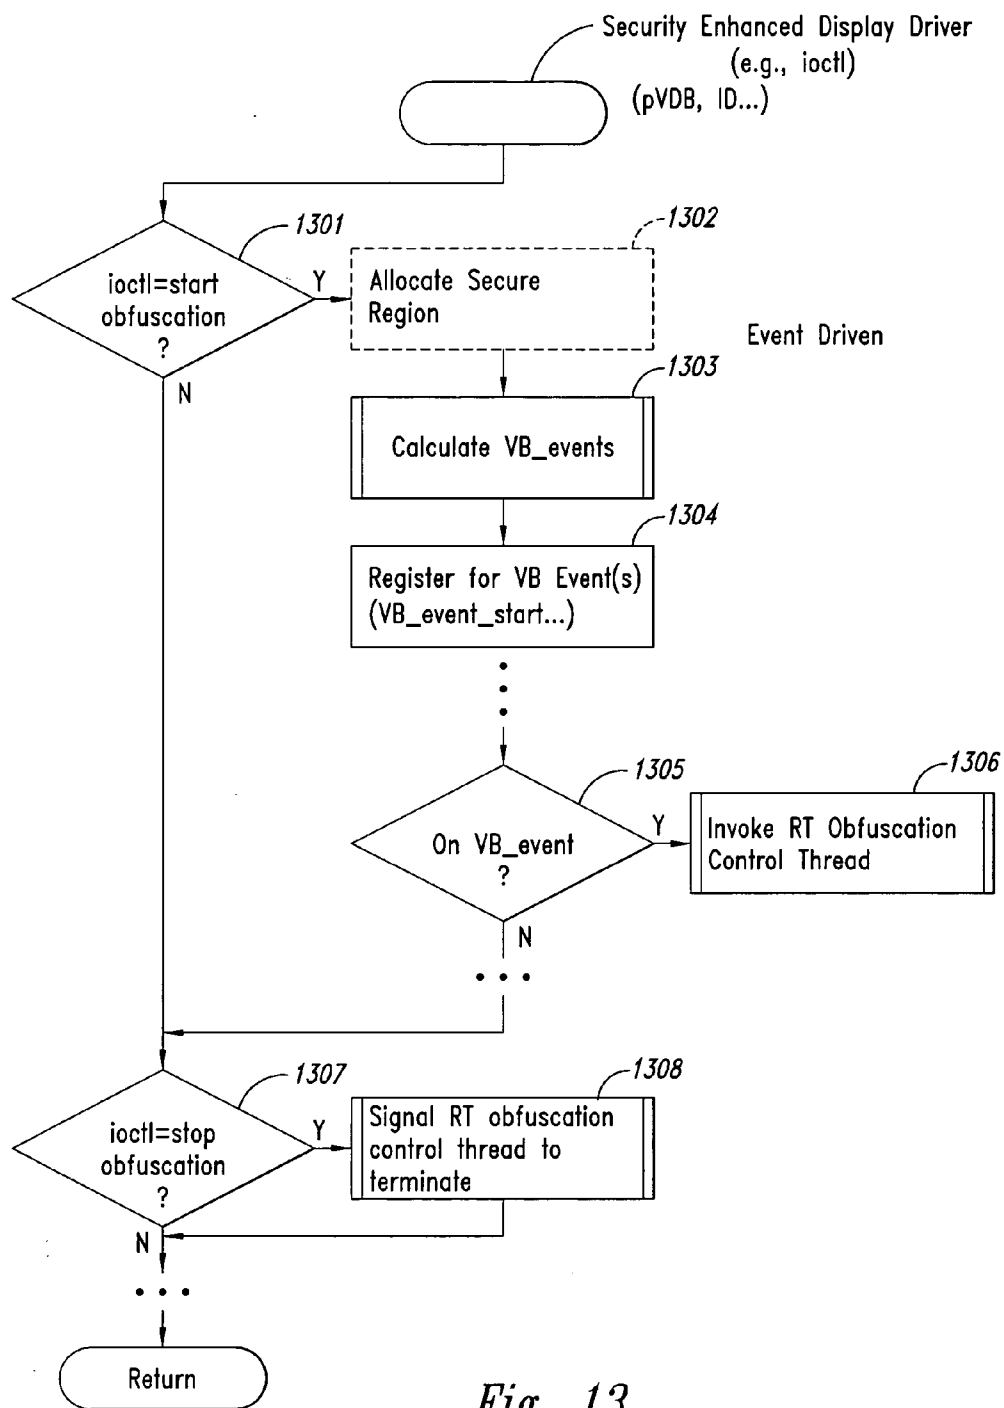 Security Enhanced Display Driver
(e.g., ioctl)
(pVDB, ID...)
1301
ioctl=start
obfuscation
?
Y
N
1302
Allocate Secure
Region
Event Driven
1303
Calculate VB_events
1304
Register for VB Event(s)
(VB_event_start...)
1305
On VB_event
?
Y
N
1306
Invoke RT Obfuscation
Control Thread
1307
ioctl=stop
obfuscation
?
Y
N
1308
Signal RT obfuscation
control thread to
terminate
Return
Fig. 13